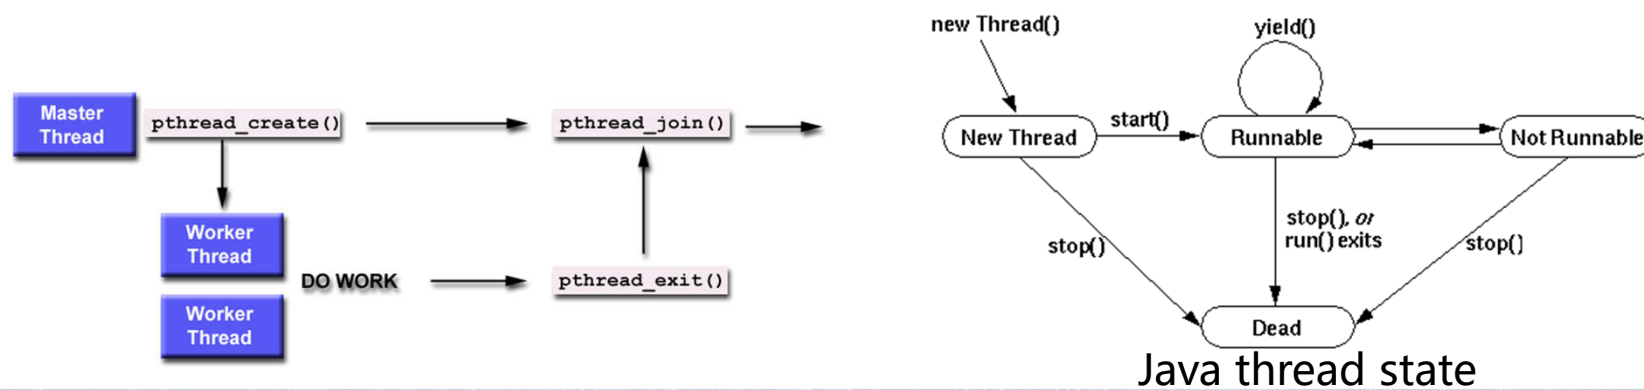 Master
Thread
pthread_create()
pthread_join()
Worker
Thread
DO WORK
pthread_exit()
Worker
Thread
new Thread()
yield()
New Thread
start()
Runnable
Not Runnable
stop()
stop(), or
run() exits
stop()
Dead
Java thread state